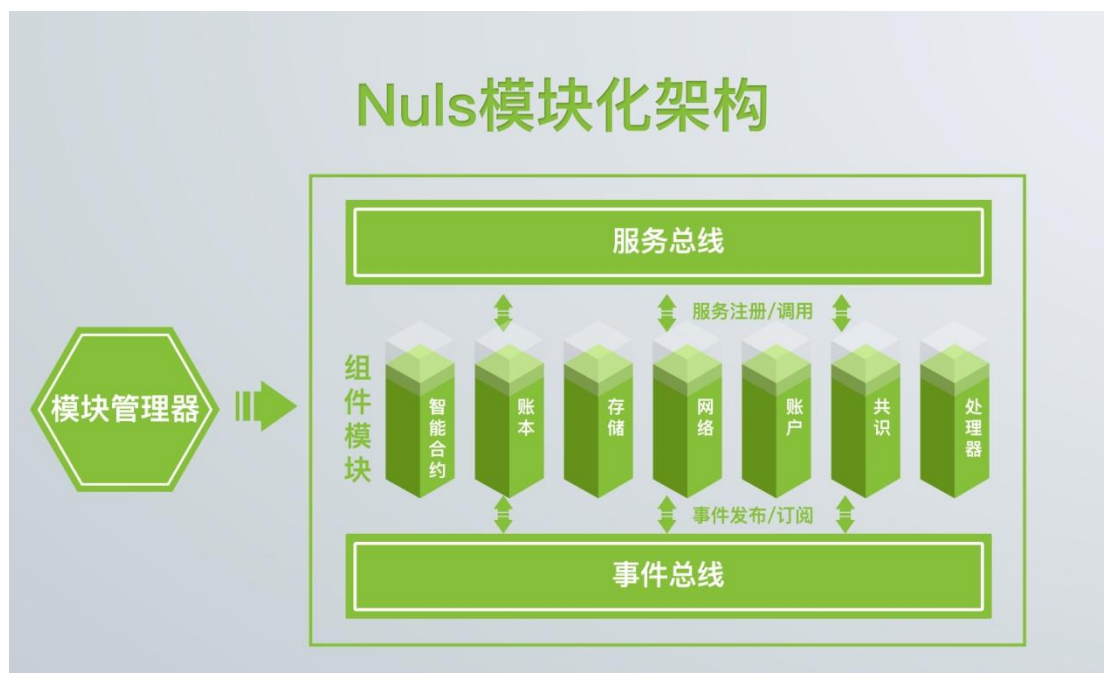 Nuls模块化架构
服务总线
服务注册/调用
模块管理器
组件模块
智能合约
账本
存储
网络
账户
共识
处理器
事件发布/订阅
事件总线